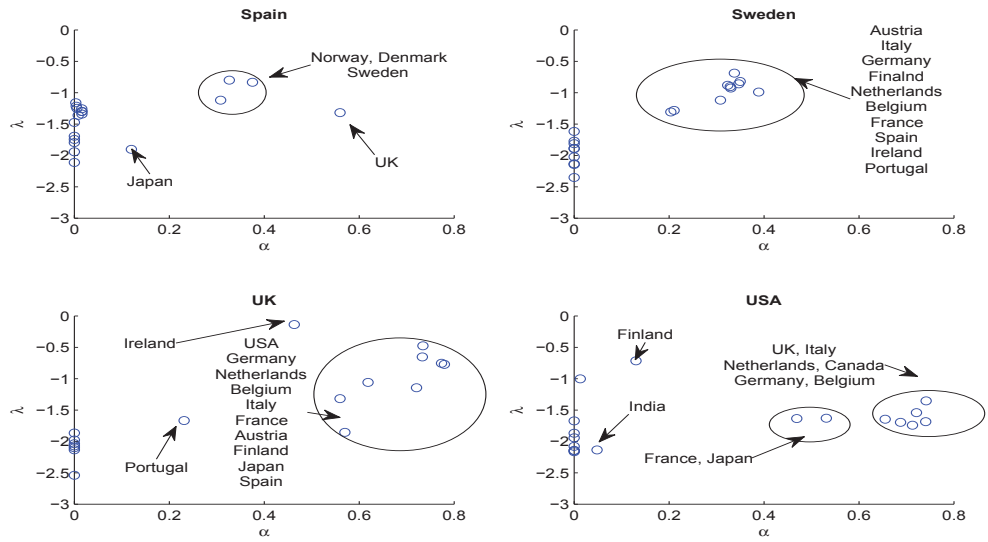 Spain
0
−0.5
−1
−1.5
−2
−2.5
−3
λ
0
0.2
0.4
0.6
0.8
α
Norway, Denmark
Sweden
UK
Japan
Sweden
0
−0.5
−1
−1.5
−2
−2.5
−3
λ
0
0.2
0.4
0.6
0.8
α
Austria
Italy
Germany
Finalnd
Netherlands
Belgium
France
Spain
Ireland
Portugal
UK
0
−0.5
−1
−1.5
−2
−2.5
−3
λ
0
0.2
0.4
0.6
0.8
α
Ireland
USA
Germany
Netherlands
Belgium
Italy
France
Austria
Finland
Japan
Spain
Portugal
USA
0
−0.5
−1
−1.5
−2
−2.5
−3
λ
0
0.2
0.4
0.6
0.8
α
Finland
UK, Italy
Netherlands, Canada
Germany, Belgium
India
France, Japan